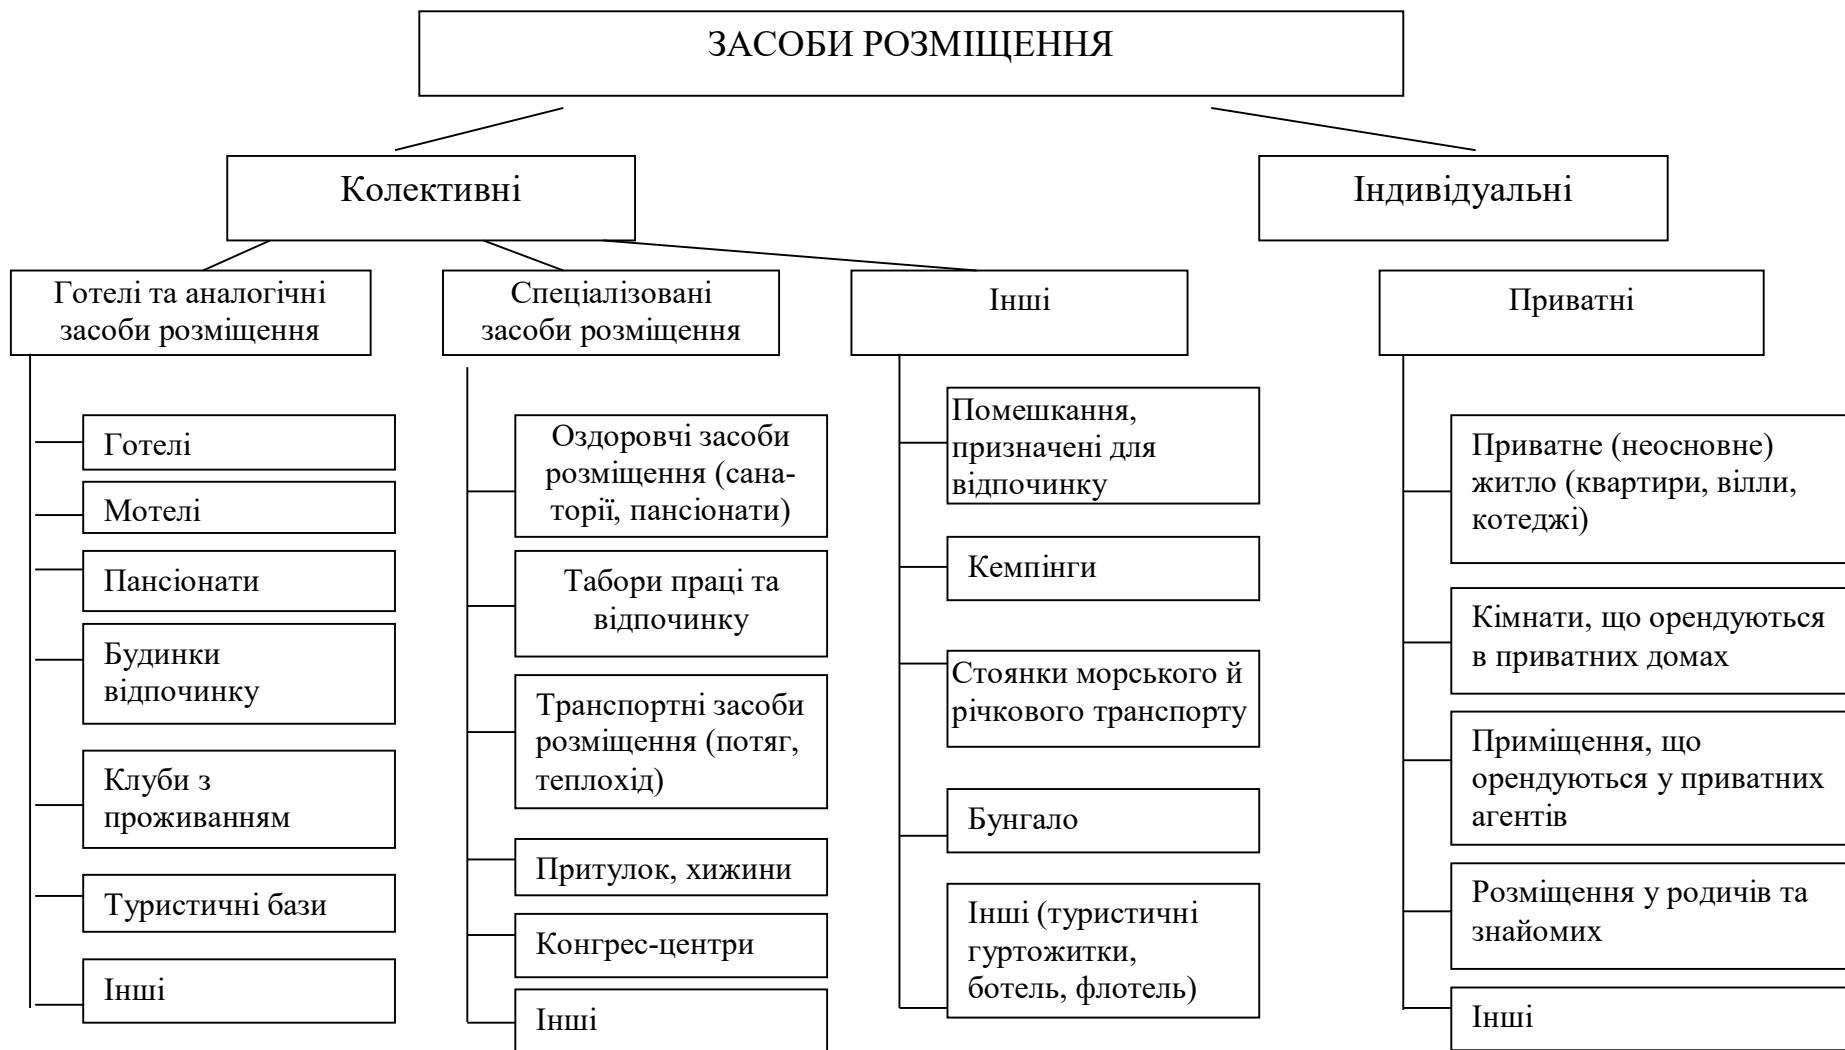 ЗАСОБИ РОЗМІЩЕННЯ
Колективні
Індивідуальні
Готелі та аналогічні
засоби розміщення
Спеціалізовані
засоби розміщення
Інші
Приватні
Готелі
Мотелі
Пансіонати
Будинки
відпочинку
Клуби з
проживанням
Туристичні бази
Інші
Оздоровчі засоби
розміщення (сана-
торії, пансіонати)
Табори праці та
відпочинку
Транспортні засоби
розміщення (потяг,
теплохід)
Притулок, хижини
Конгрес-центри
Інші
Помешкання,
призначені для
відпочинку
Кемпінги
Стоянки морського й
річкового транспорту
Бунгало
Інші (туристичні
гуртожитки,
ботель, флотель)
Приватне (неосновне)
житло (квартири, вілли,
котеджі)
Кімнати, що орендуються
в приватних домах
Приміщення, що
орендуються у приватних
агентів
Розміщення у родичів та
знайомих
Інші